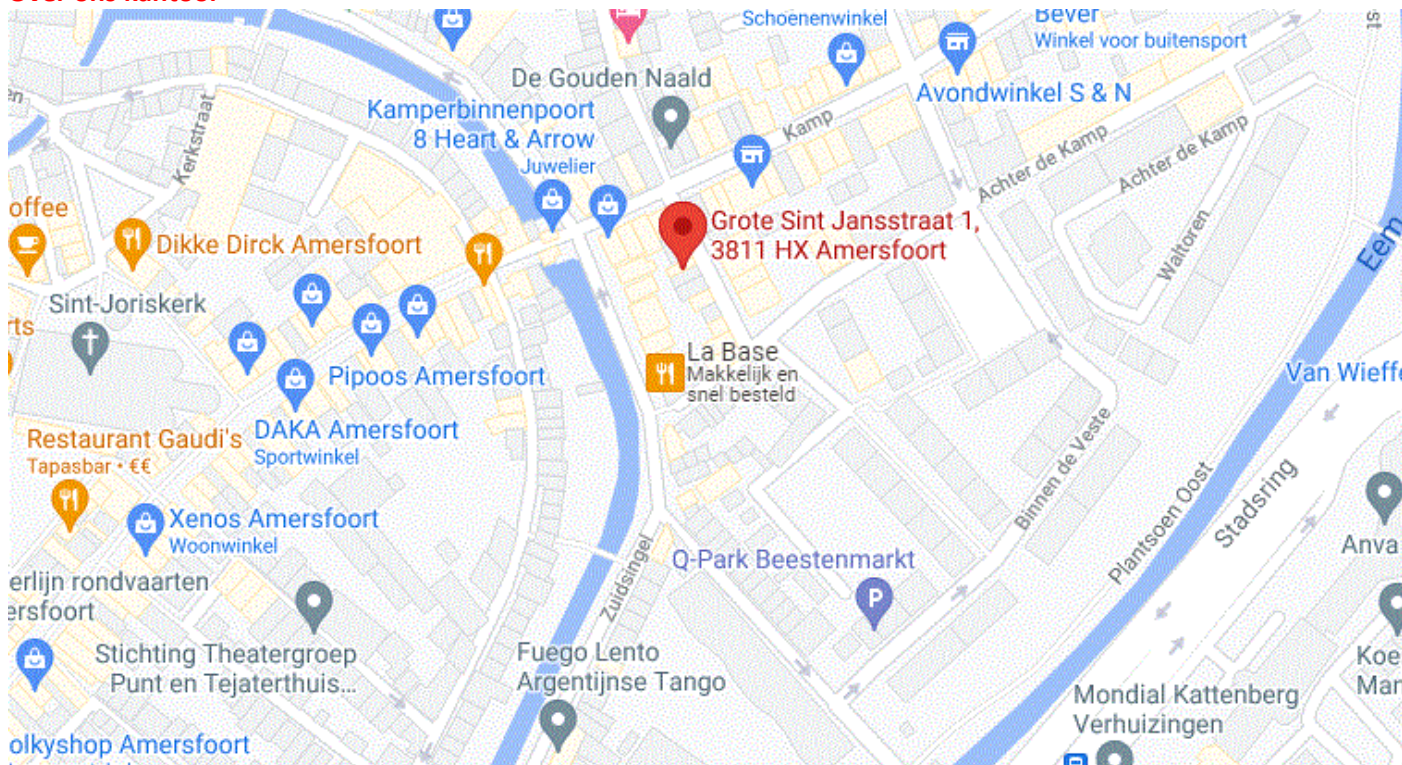 Over ons kantoor
Schoenenwinkel
Bever
Winkel voor buitensport
De Gouden Naald
Avondwinkel S & N
Kamperbinnenpoort
8 Heart & Arrow
Juwelier
Kamp
Kerkstraat
Achter de Kamp
Achter de Kamp
offee
Dikke Dirck Amersfoort
Grote Sint Jansstraat 1,
3811 HX Amersfoort
Waltoren
Eem
Sint-Joriskerk
rts
La Base
Makkelijk en
snel besteld
Pipoos Amersfoort
Van Wieffe
Restaurant Gaudi's
Tapasbar • €€
DAKA Amersfoort
Sportwinkel
Binnen de Veste
Plantsoen Oost
Stadsring
Xenos Amersfoort
Woonwinkel
Anva
Q-Park Beestenmarkt
P
Zuidsingel
erlijn rondvaarten
ersfoort
Stichting Theatergroep
Punt en Tejaterthuis...
Fuego Lento
Argentijnse Tango
Koe
Mar
Mondial Kattenberg
Verhuizingen
olkyshop Amersfoort